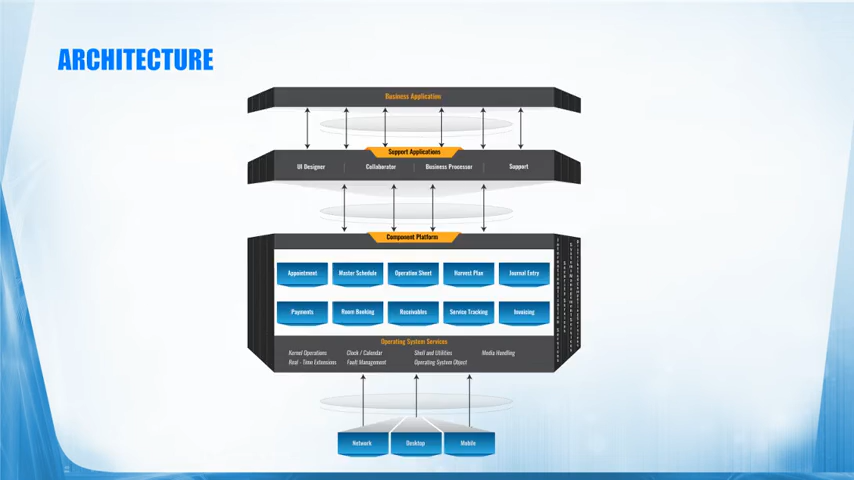 ARCHITECTURE
Business Application
Support Applications
UI Designer Collaborator Business Processor Support
Component Platform
Appointment Master Schedule Operation Sheet Harvest Plan Journal Entry
Payments Room Booking Receivables Service Tracking Invoicing
Operating System Services
Kernel Operations Clock / Calendar Shell and Utilities Media Handling
Real - Time Extensions Fault Management Operating System Object
Network Desktop Mobile